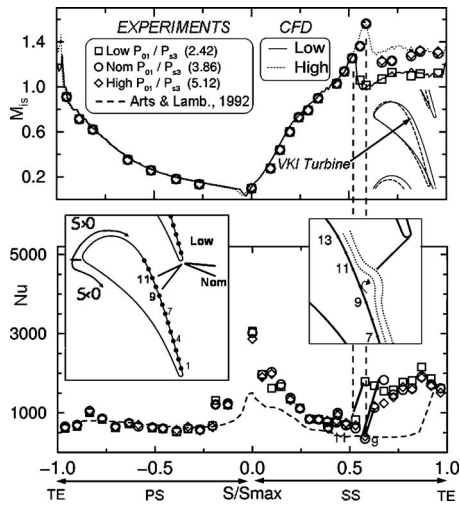 EXPERIMENTS
Low P01 / Ps3 (2.42)
Nom P01 / Ps3 (3.86)
High P01 / Ps3 (5.12)
Arts & Lamb., 1992
CFD
Low
High
Mis
1.4
1.0
0.6
0.2
VKI Turbine
S>0
S<0
Low
Nom
11
9
7
4
1
13
11
9
7
Nu
5000
3000
1000
11
9
-1.0 -0.5 0.0 0.5 1.0
TE PS S/Smax SS TE